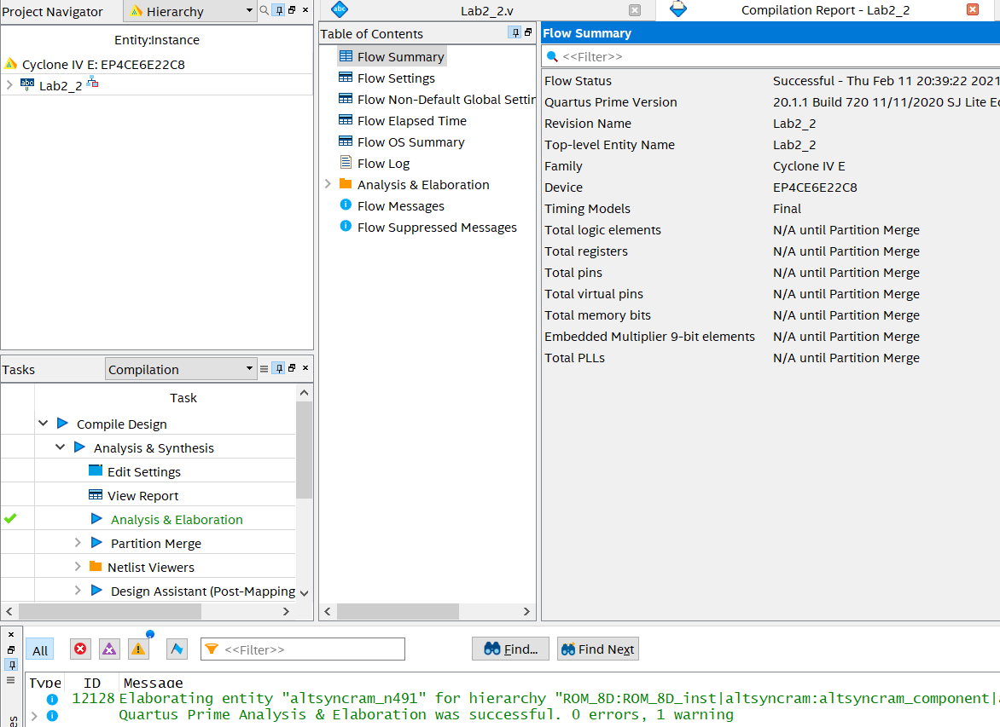 Project Navigator
Hierarchy
Entity:Instance
Cyclone IV E: EP4CE6E22C8
abc Lab2_2
Tasks
Compilation
Task
Compile Design
Analysis & Synthesis
Edit Settings
View Report
Analysis & Elaboration
Partition Merge
Netlist Viewers
Design Assistant (Post-Mapping
abc Lab2_2.v
Compilation Report - Lab2_2
Table of Contents
Flow Summary
Flow Settings
Flow Non-Default Global Settin
Flow Elapsed Time
Flow OS Summary
Flow Log
Analysis & Elaboration
Flow Messages
Flow Suppressed Messages
Flow Summary
<<Filter>>
Flow Status Successful - Thu Feb 11 20:39:22 2021
Quartus Prime Version 20.1.1 Build 720 11/11/2020 SJ Lite Ec
Revision Name Lab2_2
Top-level Entity Name Lab2_2
Family Cyclone IV E
Device EP4CE6E22C8
Timing Models Final
Total logic elements N/A until Partition Merge
Total registers N/A until Partition Merge
Total pins N/A until Partition Merge
Total virtual pins N/A until Partition Merge
Total memory bits N/A until Partition Merge
Embedded Multiplier 9-bit elements N/A until Partition Merge
Total PLLs N/A until Partition Merge
All
<<Filter>>
Find...
Find Next
Type ID Message
12128 Elaborating entity "altsyncram_n491" for hierarchy "ROM_8D:ROM_8D_inst|altsyncram:altsyncram_component|a
Quartus Prime Analysis & Elaboration was successful. 0 errors, 1 warning
es